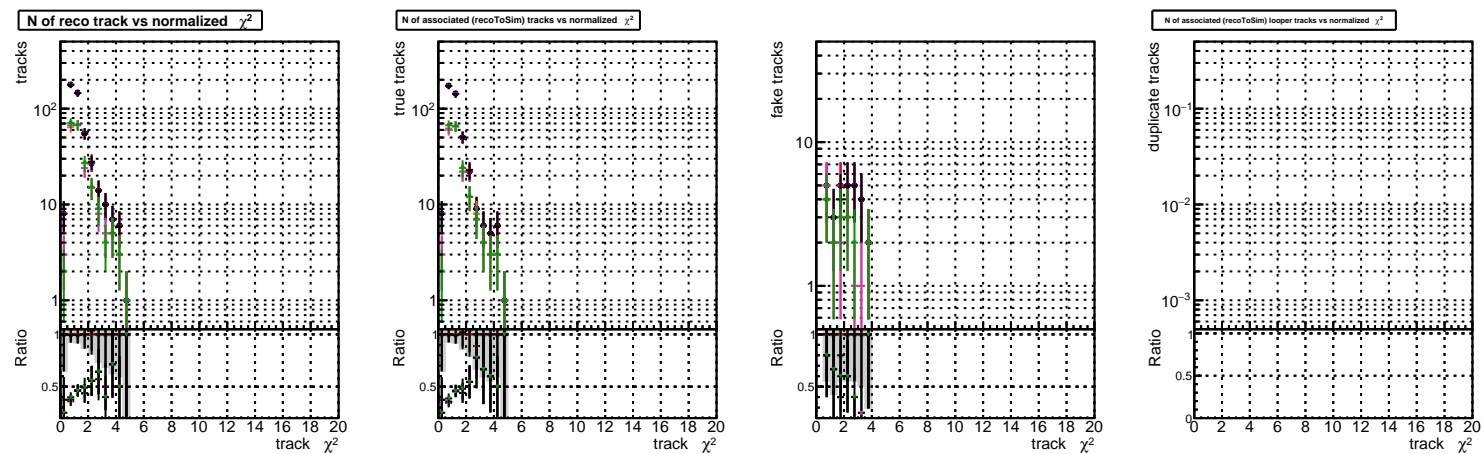 N of reco track vs normalized χ²
tracks
10²
10
1
Ratio
1
0.5
0 2 4 6 8 10 12 14 16 18 20
track χ²
N of associated (recoToSim) tracks vs normalized χ²
true tracks
10²
10
1
Ratio
1
0.5
0 2 4 6 8 10 12 14 16 18 20
track χ²
fake tracks
10
1
Ratio
1
0.5
0 2 4 6 8 10 12 14 16 18 20
track χ²
N of associated (recoToSim) looper tracks vs normalized χ²
duplicate tracks
10⁻¹
10⁻²
10⁻³
Ratio
1
0.5
0
0 2 4 6 8 10 12 14 16 18 20
track χ²